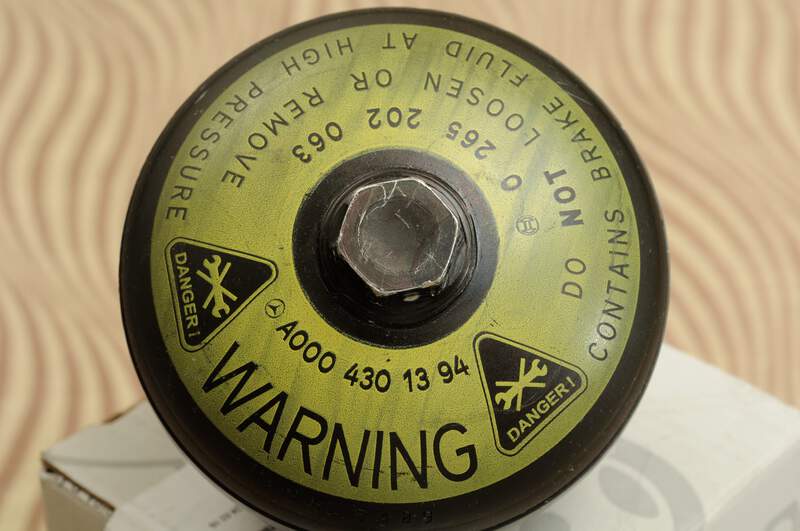 CONTAINS BRAKE FLUID AT HIGH PRESSURE
DO NOT LOOSEN OR REMOVE
0 265 202 063
DANGER!
A000 430 13 94
DANGER!
WARNING